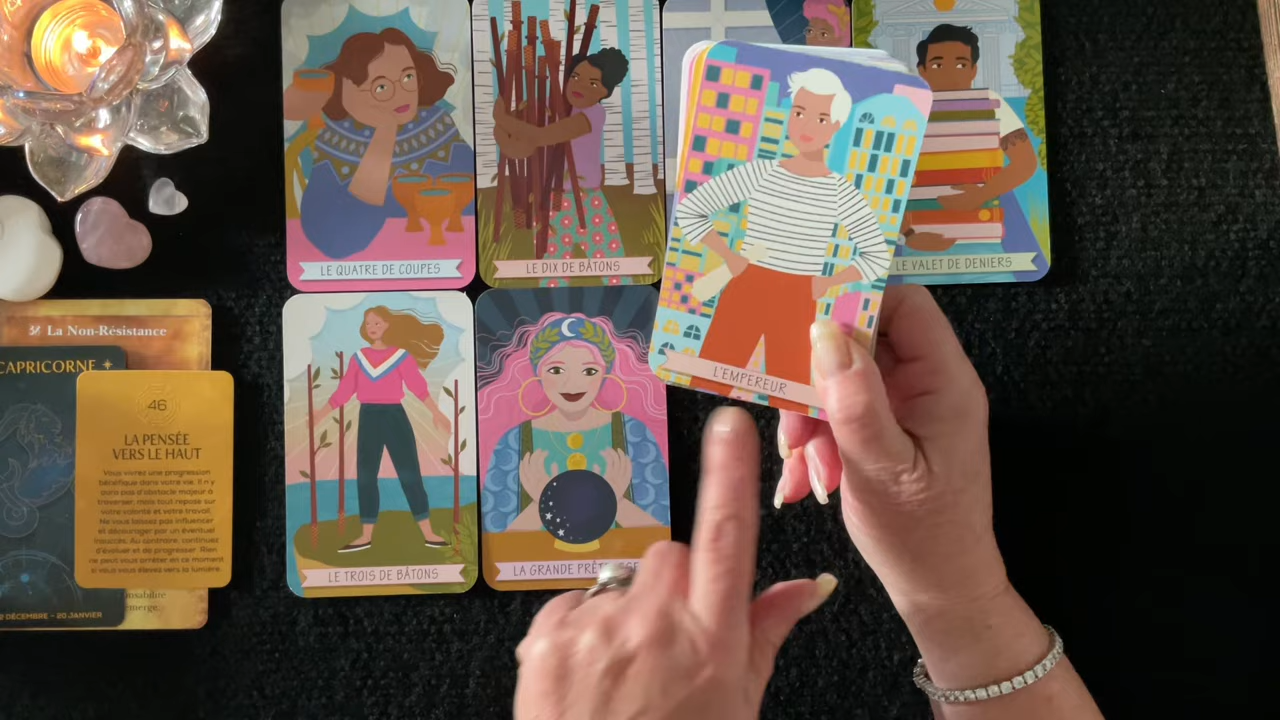 LE QUATRE DE COUPES
LE DIX DE BÂTONS
L'EMPEREUR
LE VALET DE DENIERS
LE TROIS DE BÂTONS
LA GRANDE PRÊTRESSE
La Non-Résistance
CAPRICORNE
46
LA PENSÉE
VERS LE HAUT
Vous vivrez une progression
bénéfique dans votre vie. Il n'y
aura pas d'obstacle majeur à
traverser, mais tout repose sur
votre volonté et votre travail.
Ne vous laissez pas influencer
et décourager par un éventuel
insuccès. Au contraire, continuez
d'évoluer et de progresser. Rien
ne peut vous arrêter en ce moment
si vous vous élevez vers la lumière.
DÉCEMBRE - 20 JANVIER
émerge.